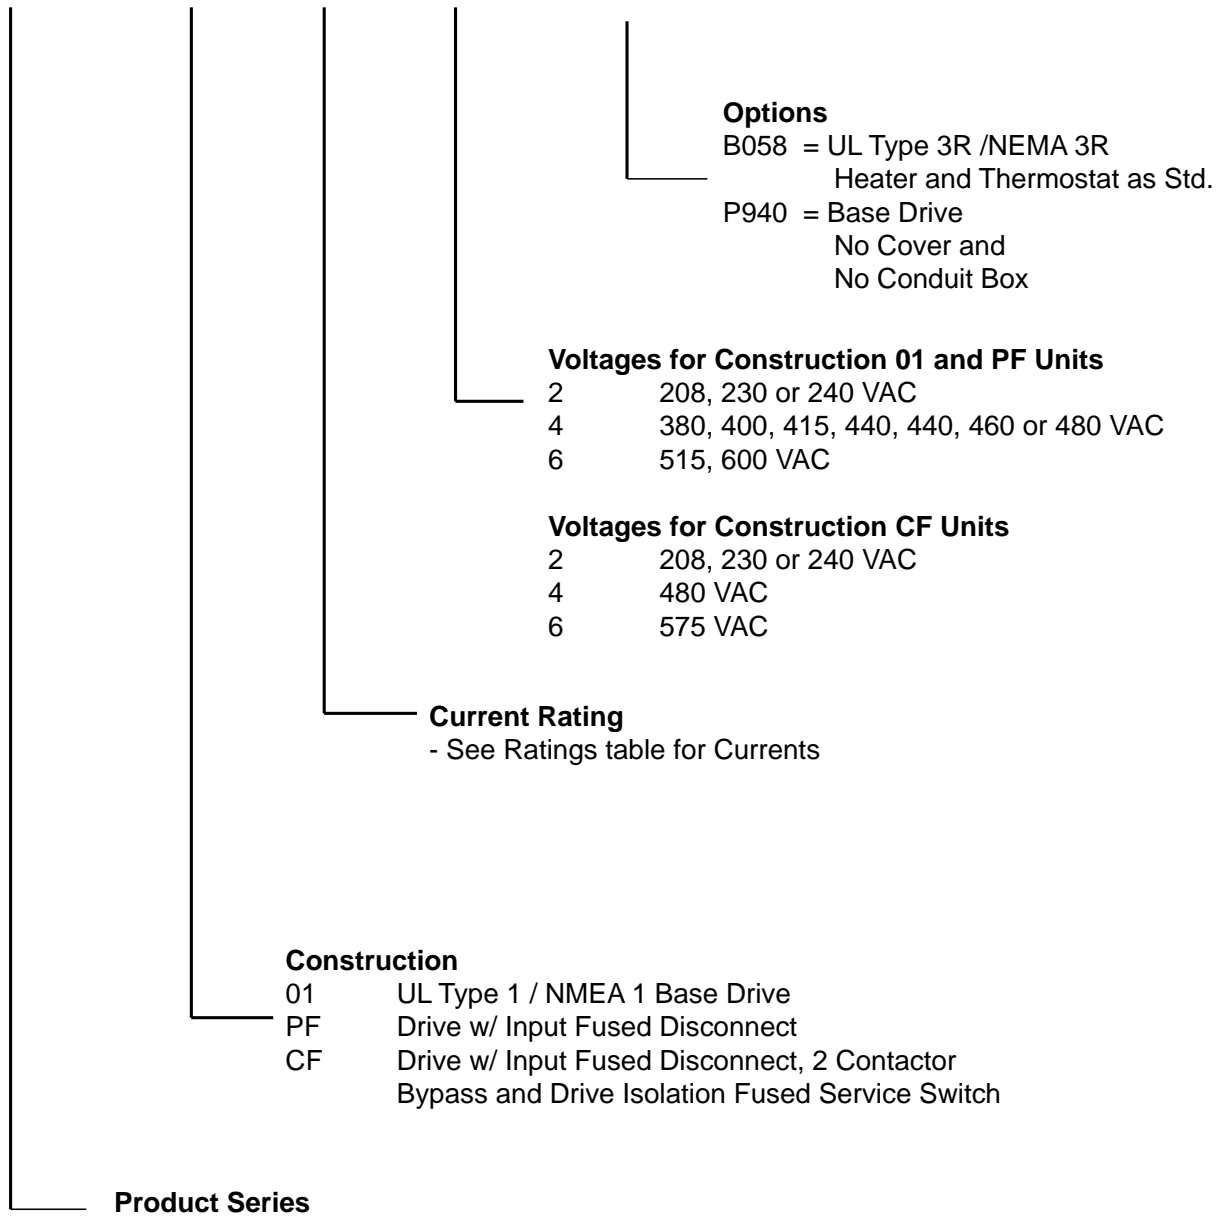 Options
B058 = UL Type 3R /NEMA 3R
Heater and Thermostat as Std.
P940 = Base Drive
No Cover and
No Conduit Box
Voltages for Construction 01 and PF Units
2 208, 230 or 240 VAC
4 380, 400, 415, 440, 440, 460 or 480 VAC
6 515, 600 VAC
Voltages for Construction CF Units
2 208, 230 or 240 VAC
4 480 VAC
6 575 VAC
Current Rating
- See Ratings table for Currents
Construction
01 UL Type 1 / NMEA 1 Base Drive
PF Drive w/ Input Fused Disconnect
CF Drive w/ Input Fused Disconnect, 2 Contactor
Bypass and Drive Isolation Fused Service Switch
Product Series